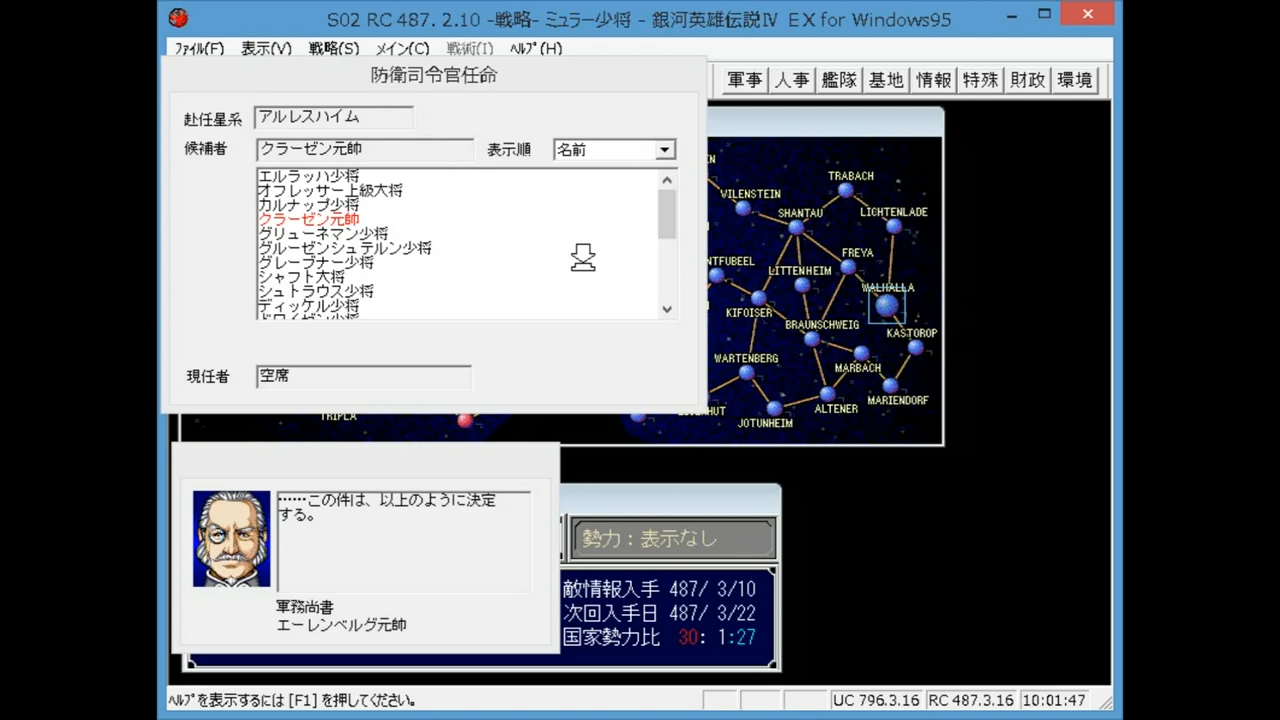 S02 RC 487. 2.10 -戦略- ミュラー少将 - 銀河英雄伝説Ⅳ ＥＸ for Windows95
ﾌｧｲﾙ(F) 表示(V) 戦略(S) メイン(C) 戦術(I) ﾍﾙﾌﾟ(H)
防衛司令官任命
軍事 人事 艦隊 基地 情報 特殊 財政 環境
赴任星系 アルレスハイム
候補者 クラーゼン元帥 表示順 名前
エルラッハ少将
オフレッサー上級大将
カルナップ少将
クラーゼン元帥
グリューネマン少将
グルーゼンシュテルン少将
グレーブナー少将
シャフト大将
シュトラウス少将
ディッケル少将
現任者 空席
TRABACH
VILENSTEIN
SHANTAU
LICHTENLADE
FREYA
NTFUBEEL
LITTENHEIM
WALHALLA
KIFOISER
BRAUNSCHWEIG
KASTOROP
WARTENBERG
MARBACH
MARIENDORF
ALTENER
JOTUNHEIM
TRIPLA
……この件は、以上のように決定
する。
軍務尚書
エーレンベルグ元帥
勢力：表示なし
敵情報入手 487/ 3/10
次回入手日 487/ 3/22
国家勢力比 30: 1:27
ﾍﾙﾌﾟを表示するには [F1] を押してください。
UC 796.3.16 RC 487.3.16 10:01:47